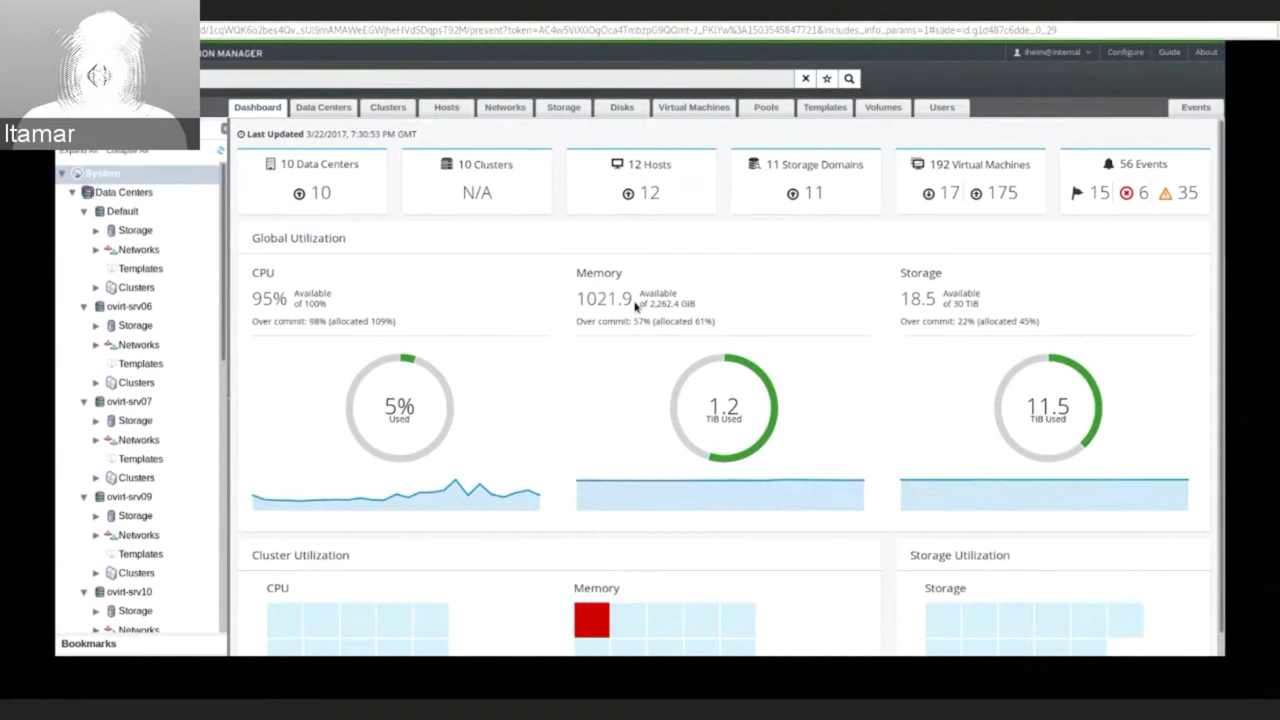 ION MANAGER
iheim@internal
Configure
Guide
About
Itamar
Dashboard
Data Centers
Clusters
Hosts
Networks
Storage
Disks
Virtual Machines
Pools
Templates
Volumes
Users
Events
Expand All
Collapse All
Last Updated 3/22/2017, 7:30:53 PM GMT
System
Data Centers
Default
Storage
Networks
Templates
Clusters
ovirt-srv06
Storage
Networks
Templates
Clusters
ovirt-srv07
Storage
Networks
Templates
Clusters
ovirt-srv09
Storage
Networks
Templates
Clusters
ovirt-srv10
Storage
Networks
Bookmarks
10 Data Centers
10
10 Clusters
N/A
12 Hosts
12
11 Storage Domains
11
192 Virtual Machines
17 175
56 Events
15 6 35
Global Utilization
CPU
95% Available of 100%
Over commit: 98% (allocated 109%)
5%
Used
Memory
1021.9 Available of 2,262.4 GiB
Over commit: 57% (allocated 61%)
1.2
TiB Used
Storage
18.5 Available of 30 TiB
Over commit: 22% (allocated 45%)
11.5
TiB Used
Cluster Utilization
CPU
Memory
Storage Utilization
Storage